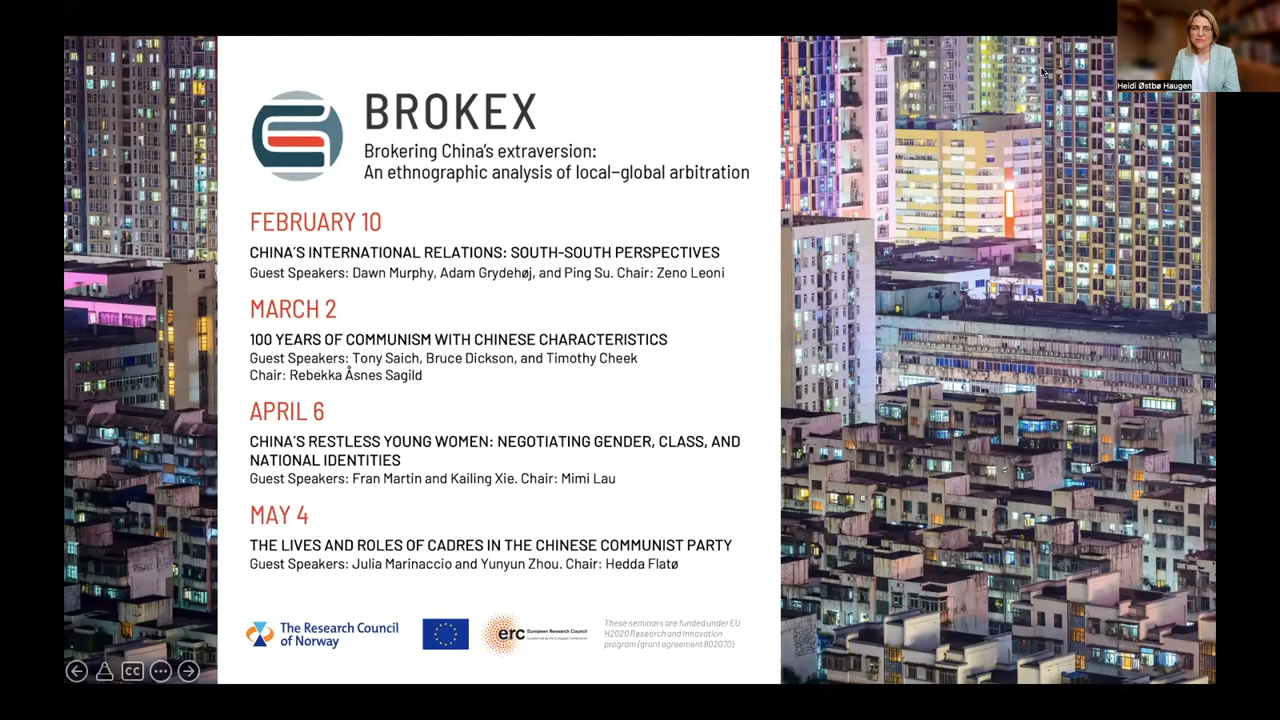 Heidi Østbø Haugen
BROKEX
Brokering China's extraversion:
An ethnographic analysis of local–global arbitration
FEBRUARY 10
CHINA'S INTERNATIONAL RELATIONS: SOUTH-SOUTH PERSPECTIVES
Guest Speakers: Dawn Murphy, Adam Grydehøj, and Ping Su. Chair: Zeno Leoni
MARCH 2
100 YEARS OF COMMUNISM WITH CHINESE CHARACTERISTICS
Guest Speakers: Tony Saich, Bruce Dickson, and Timothy Cheek
Chair: Rebekka Åsnes Sagild
APRIL 6
CHINA'S RESTLESS YOUNG WOMEN: NEGOTIATING GENDER, CLASS, AND
NATIONAL IDENTITIES
Guest Speakers: Fran Martin and Kailing Xie. Chair: Mimi Lau
MAY 4
THE LIVES AND ROLES OF CADRES IN THE CHINESE COMMUNIST PARTY
Guest Speakers: Julia Marinaccio and Yunyun Zhou. Chair: Hedda Flatø
The Research Council
of Norway
erc
European Research Council
These seminars are funded under EU
H2020 Research and Innovation
program (grant agreement 802070)
CC